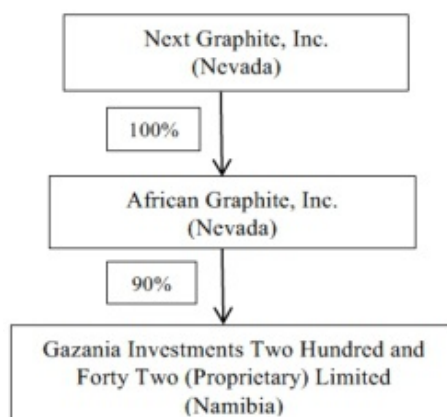 Next Graphite, Inc.
(Nevada)
100%
African Graphite, Inc.
(Nevada)
90%
Gazania Investments Two Hundred and
Forty Two (Proprietary) Limited
(Namibia)